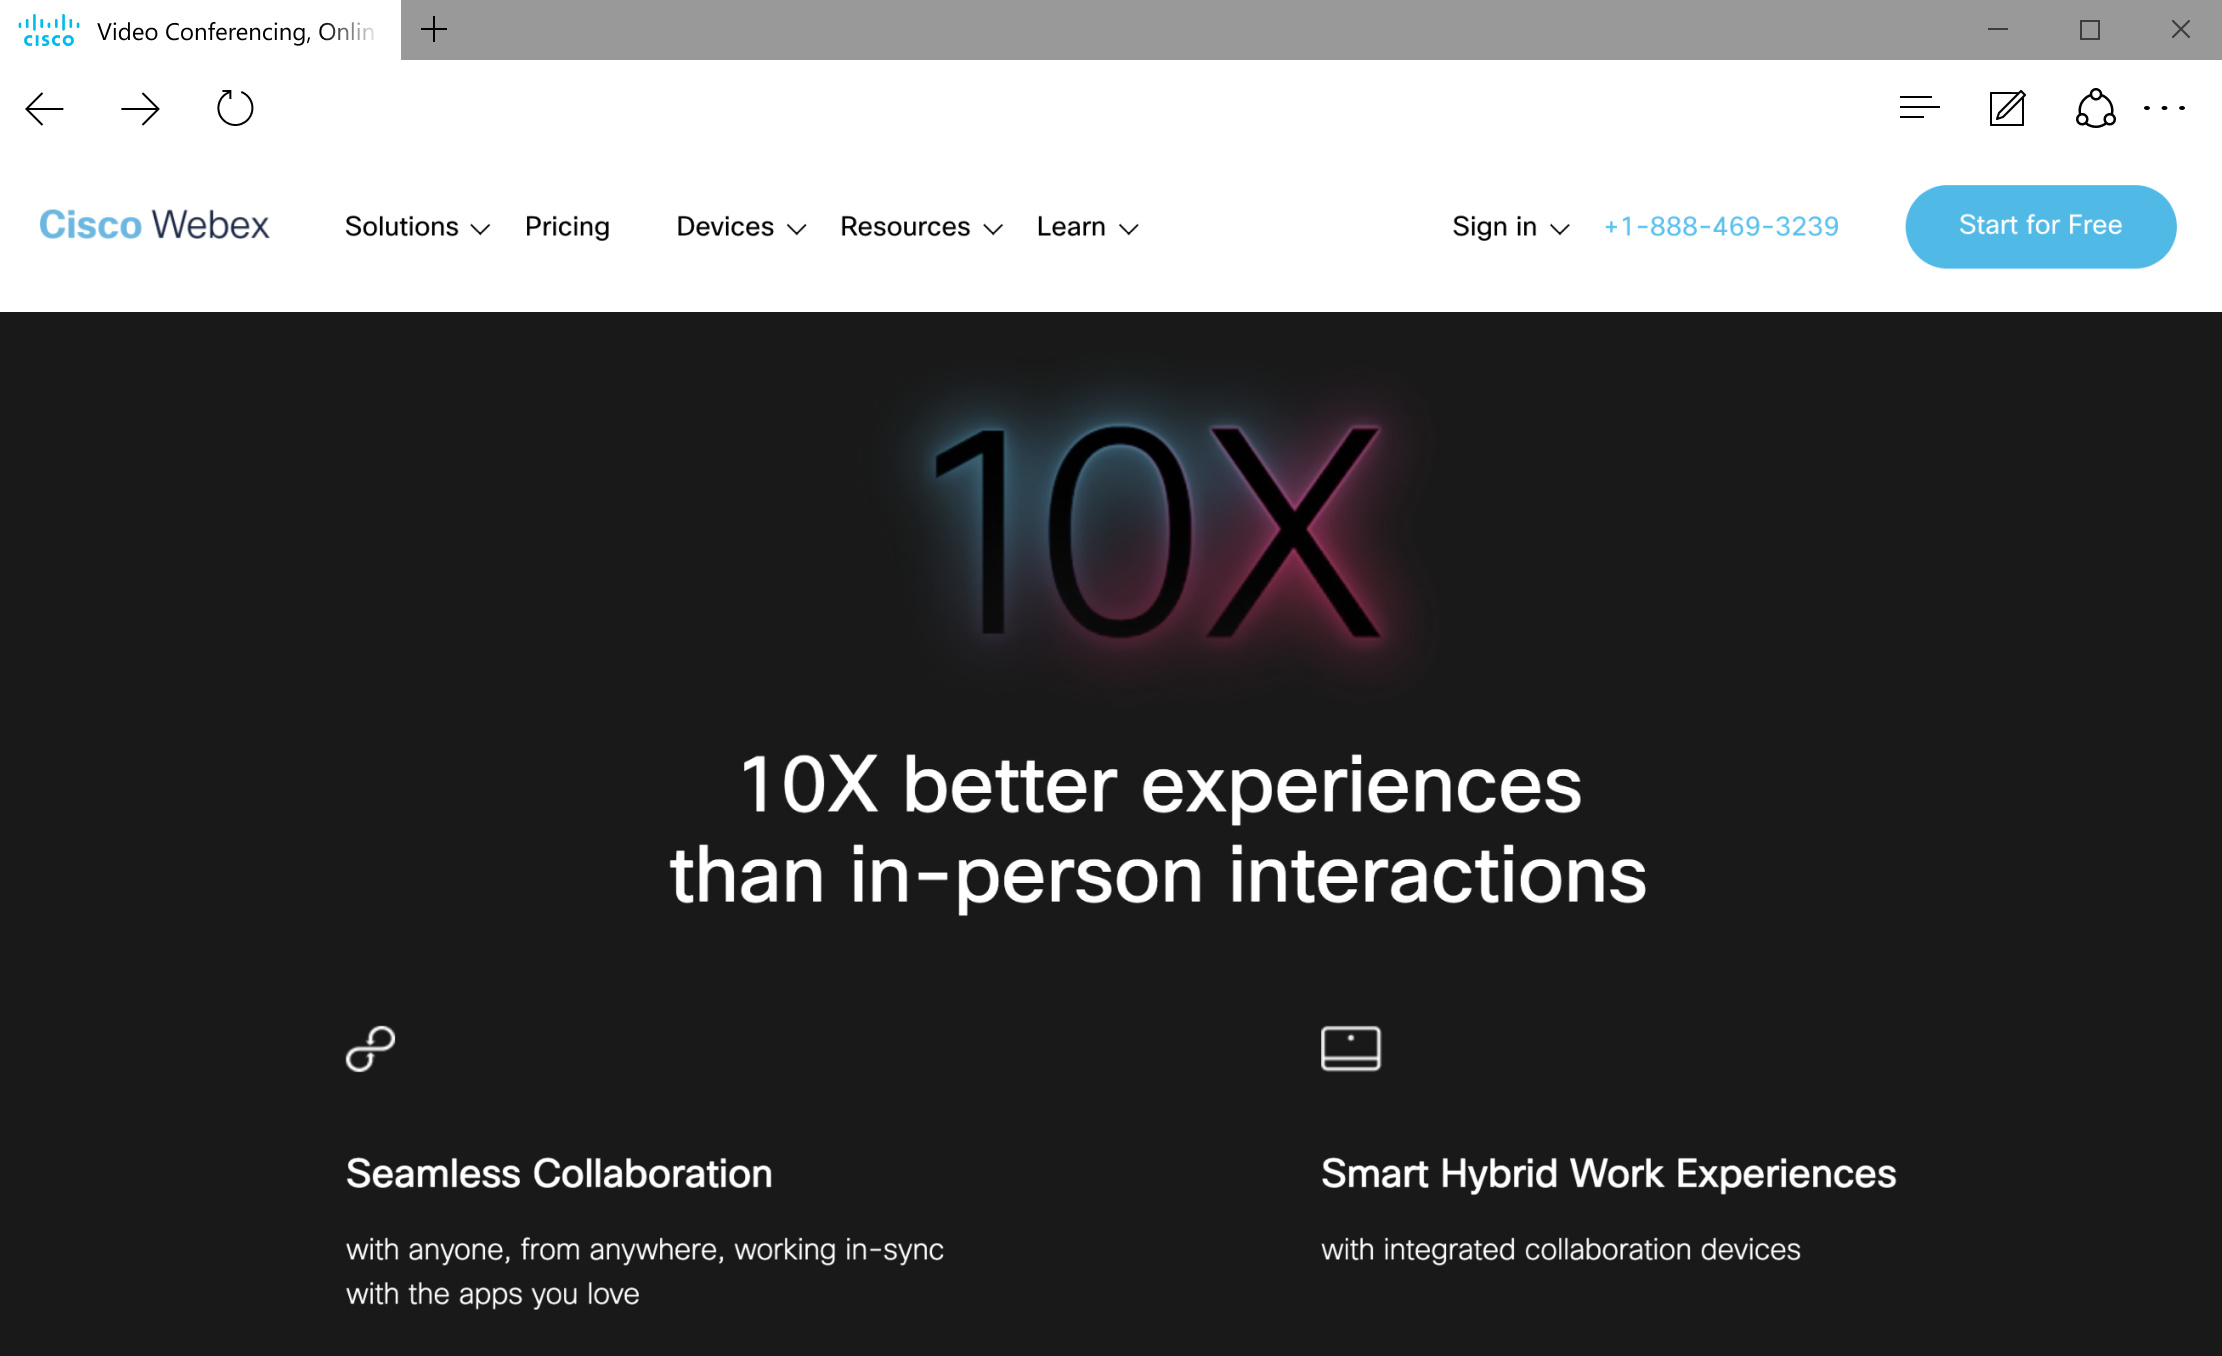 cisco
Video Conferencing, Onlin
Cisco Webex
Solutions
Pricing
Devices
Resources
Learn
Sign in
+1-888-469-3239
Start for Free
10X
10X better experiences
than in-person interactions
Seamless Collaboration
with anyone, from anywhere, working in-sync
with the apps you love
Smart Hybrid Work Experiences
with integrated collaboration devices